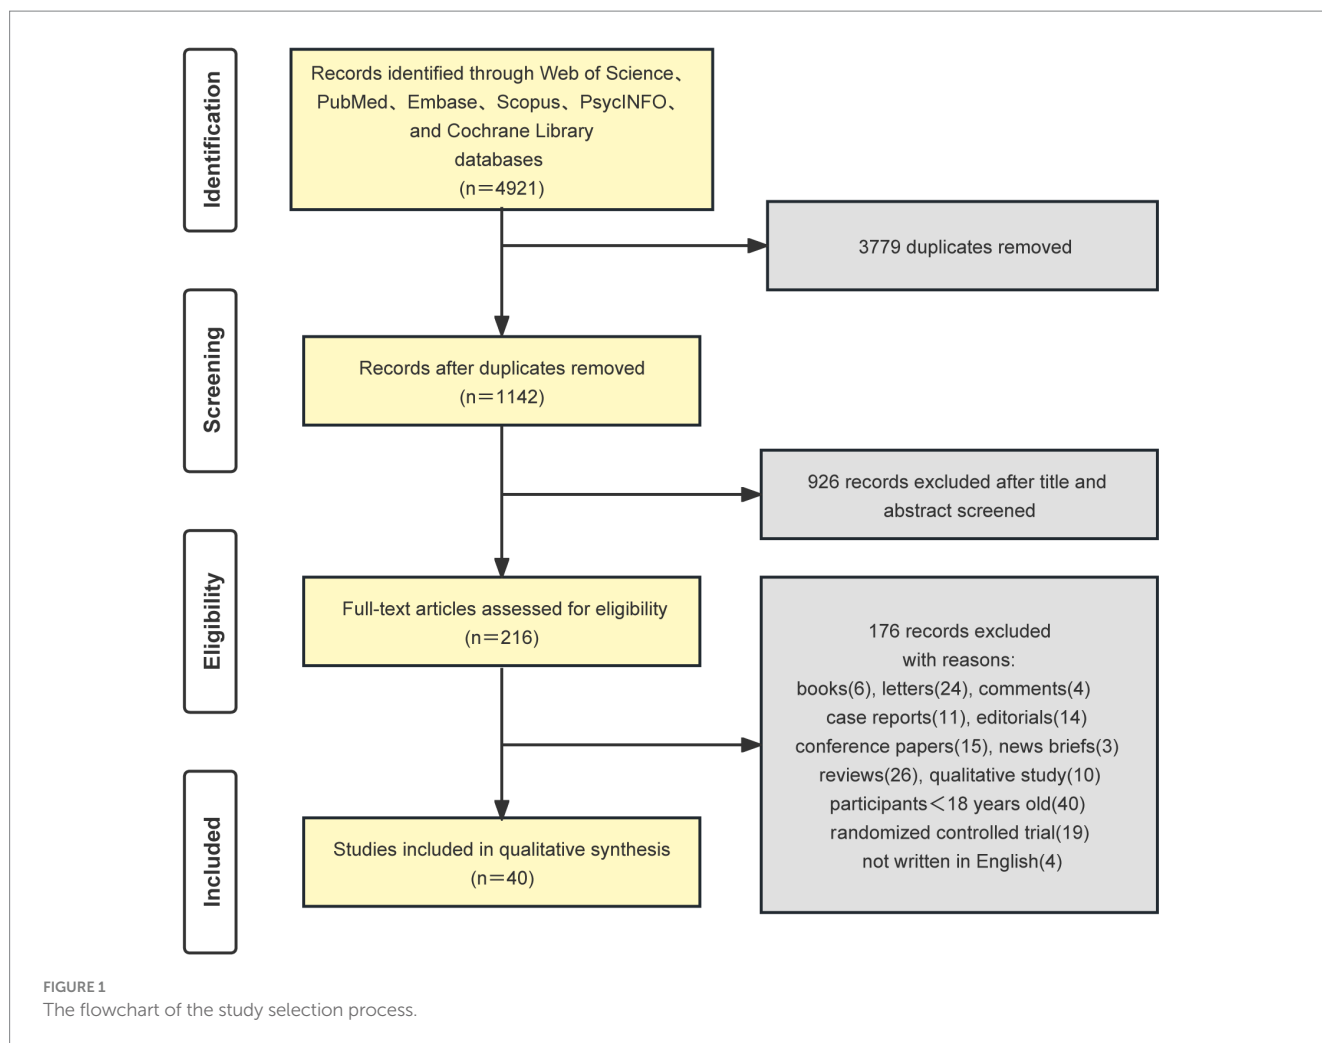 Identification
Records identified through Web of Science、
PubMed、Embase、Scopus、PsycINFO、
and Cochrane Library
databases
(n＝4921)
3779 duplicates removed
Screening
Records after duplicates removed
(n＝1142)
926 records excluded after title and
abstract screened
Eligibility
Full-text articles assessed for eligibility
(n＝216)
176 records excluded
with reasons:
books(6), letters(24), comments(4)
case reports(11), editorials(14)
conference papers(15), news briefs(3)
reviews(26), qualitative study(10)
participants＜18 years old(40)
randomized controlled trial(19)
not written in English(4)
Included
Studies included in qualitative synthesis
(n＝40)
FIGURE 1
The flowchart of the study selection process.